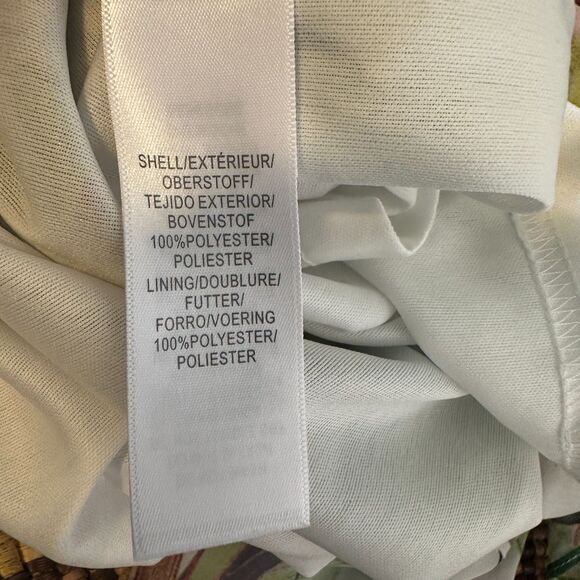 SHELL/EXTÉRIEUR/
OBERSTOFF/
TEJIDO EXTERIOR/
BOVENSTOF
100%POLYESTER/
POLIESTER
LINING/DOUBLURE/
FUTTER/
FORRO/VOERING
100%POLYESTER/
POLIESTER